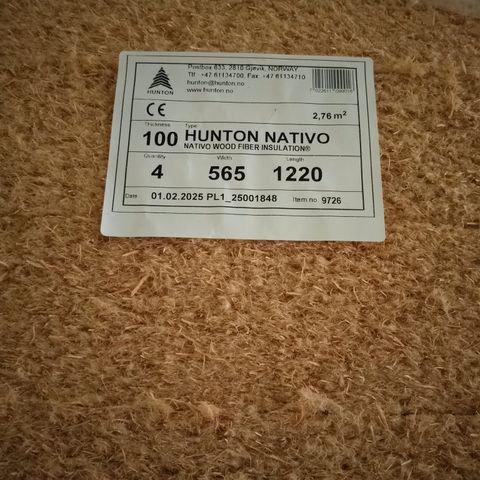 Postbox 633, 2810 Gjøvik, NORWAY
Tlf. +47 61134700, Fax: +47 61134710
hunton@hunton.no
www.hunton.no
HUNTON
CE
2,76 m²
Thickness Type
100 HUNTON NATIVO
NATIVO WOOD FIBER INSULATION®
Quantity Width Length
4 565 1220
Date 01.02.2025 PL1_25001848 Item no. 9726